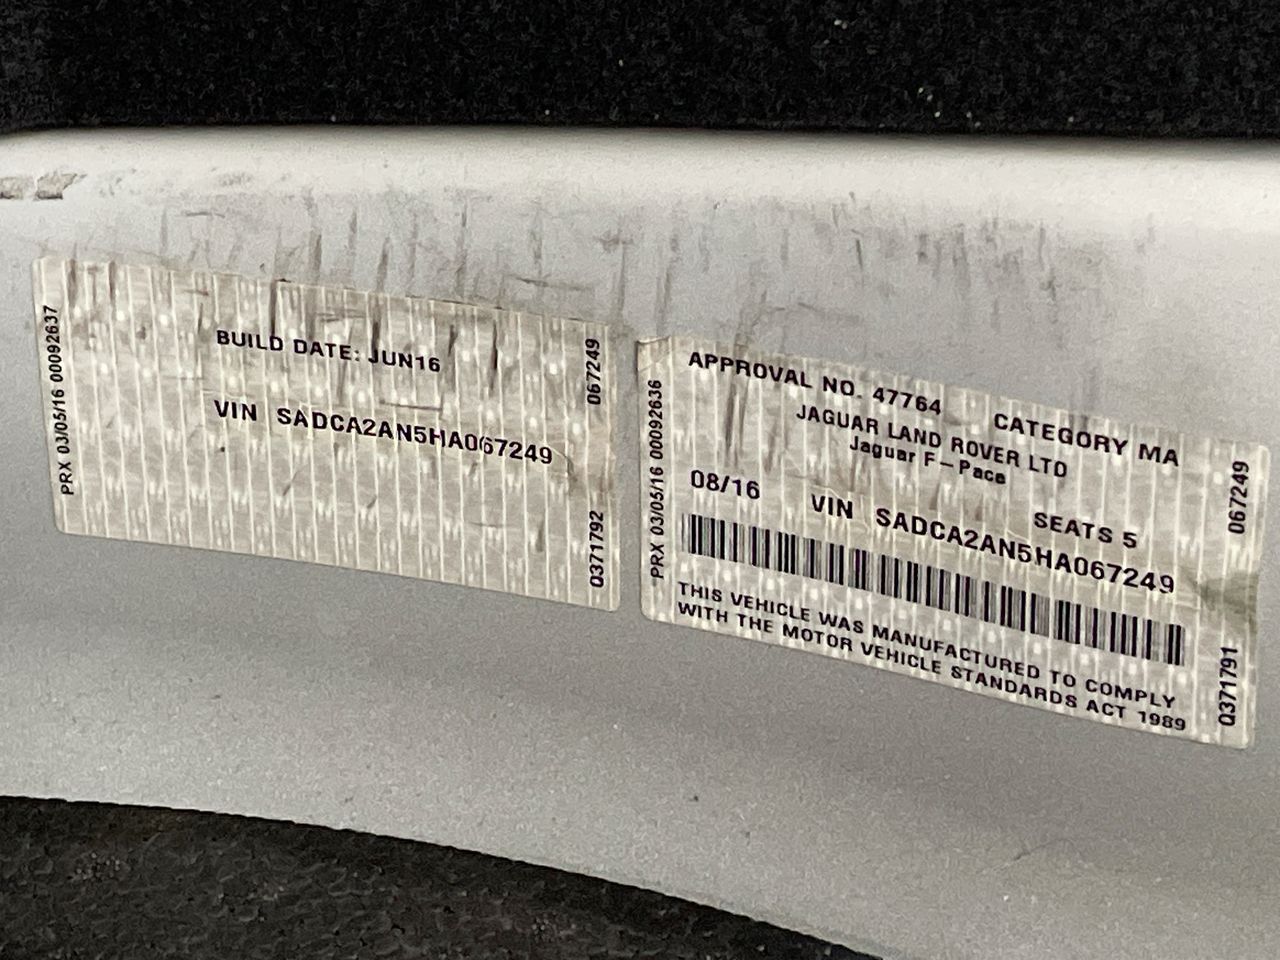 PRX 03/05/16 00092637
BUILD DATE: JUN16
VIN SADCA2AN5HA067249
067249
Q371792
PRX 03/05/16 00092636
APPROVAL NO. 47764 CATEGORY MA
JAGUAR LAND ROVER LTD
Jaguar F-Pace
08/16 SEATS 5
VIN SADCA2AN5HA067249
THIS VEHICLE WAS MANUFACTURED TO COMPLY
WITH THE MOTOR VEHICLE STANDARDS ACT 1989
067249
Q371791